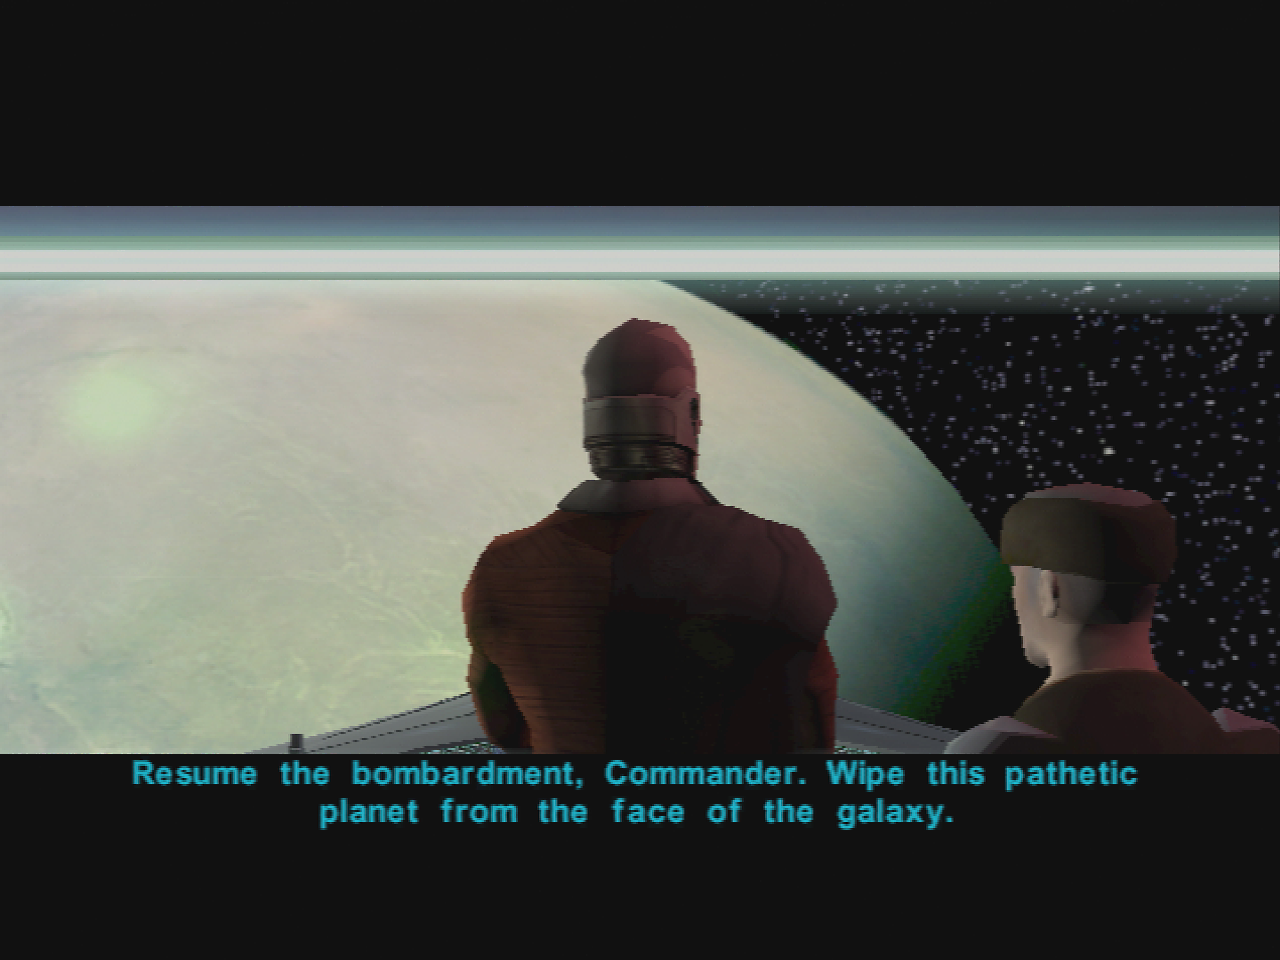 Resume the bombardment, Commander. Wipe this pathetic
planet from the face of the galaxy.